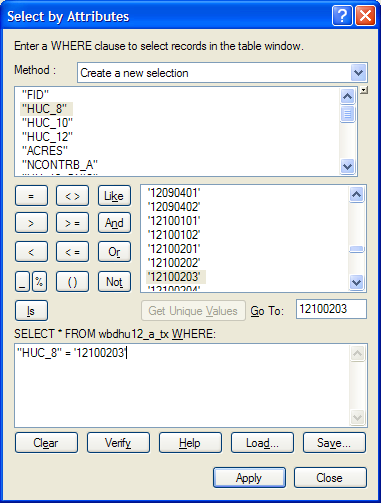 Select by Attributes
Enter a WHERE clause to select records in the table window.
Method : Create a new selection
"FID"
"HUC_8"
"HUC_10"
"HUC_12"
"ACRES"
"NCONTRB_A"
= < > Like
> > = And
< < = Or
_ % ( ) Not
Is
'12090401'
'12090402'
'12100101'
'12100102'
'12100201'
'12100202'
'12100203'
'12100204'
Get Unique Values Go To: 12100203
SELECT * FROM wbdhu12_a_tx WHERE:
"HUC_8" = '12100203'
Clear Verify Help Load... Save...
Apply Close